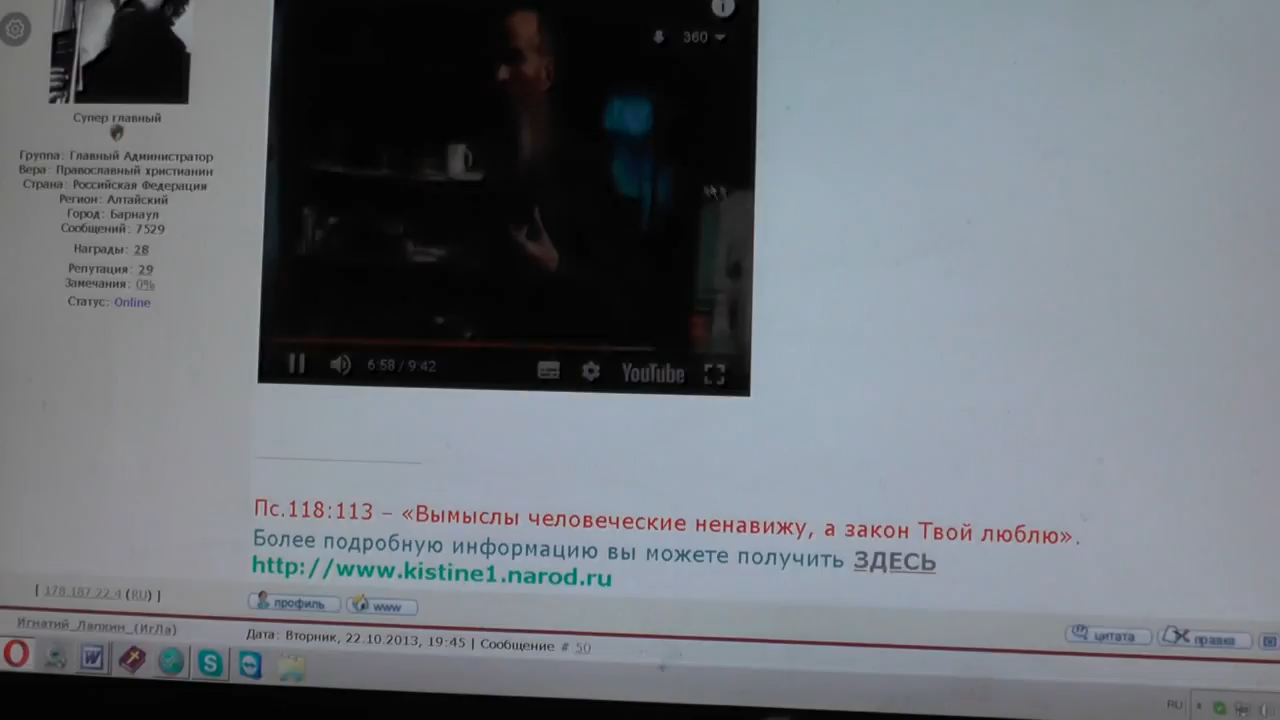 360
Супер главный
Группа: Главный Администратор
Вера: Православный христианин
Страна: Российская Федерация
Регион: Алтайский
Город: Барнаул
Сообщений: 7529
Награды: 28
Репутация: 29
Замечания: 0%
Статус: Online
6:58 / 9:42
YouTube
Пс.118:113 – «Вымыслы человеческие ненавижу, а закон Твой люблю».
Более подробную информацию вы можете получить ЗДЕСЬ
http://www.kistine1.narod.ru
[ 178.187.22.4 (RU) ]
профиль www
Игнатий_Лапкин_(ИгЛа)
Дата: Вторник, 22.10.2013, 19:45 | Сообщение # 50
цитата правка
RU